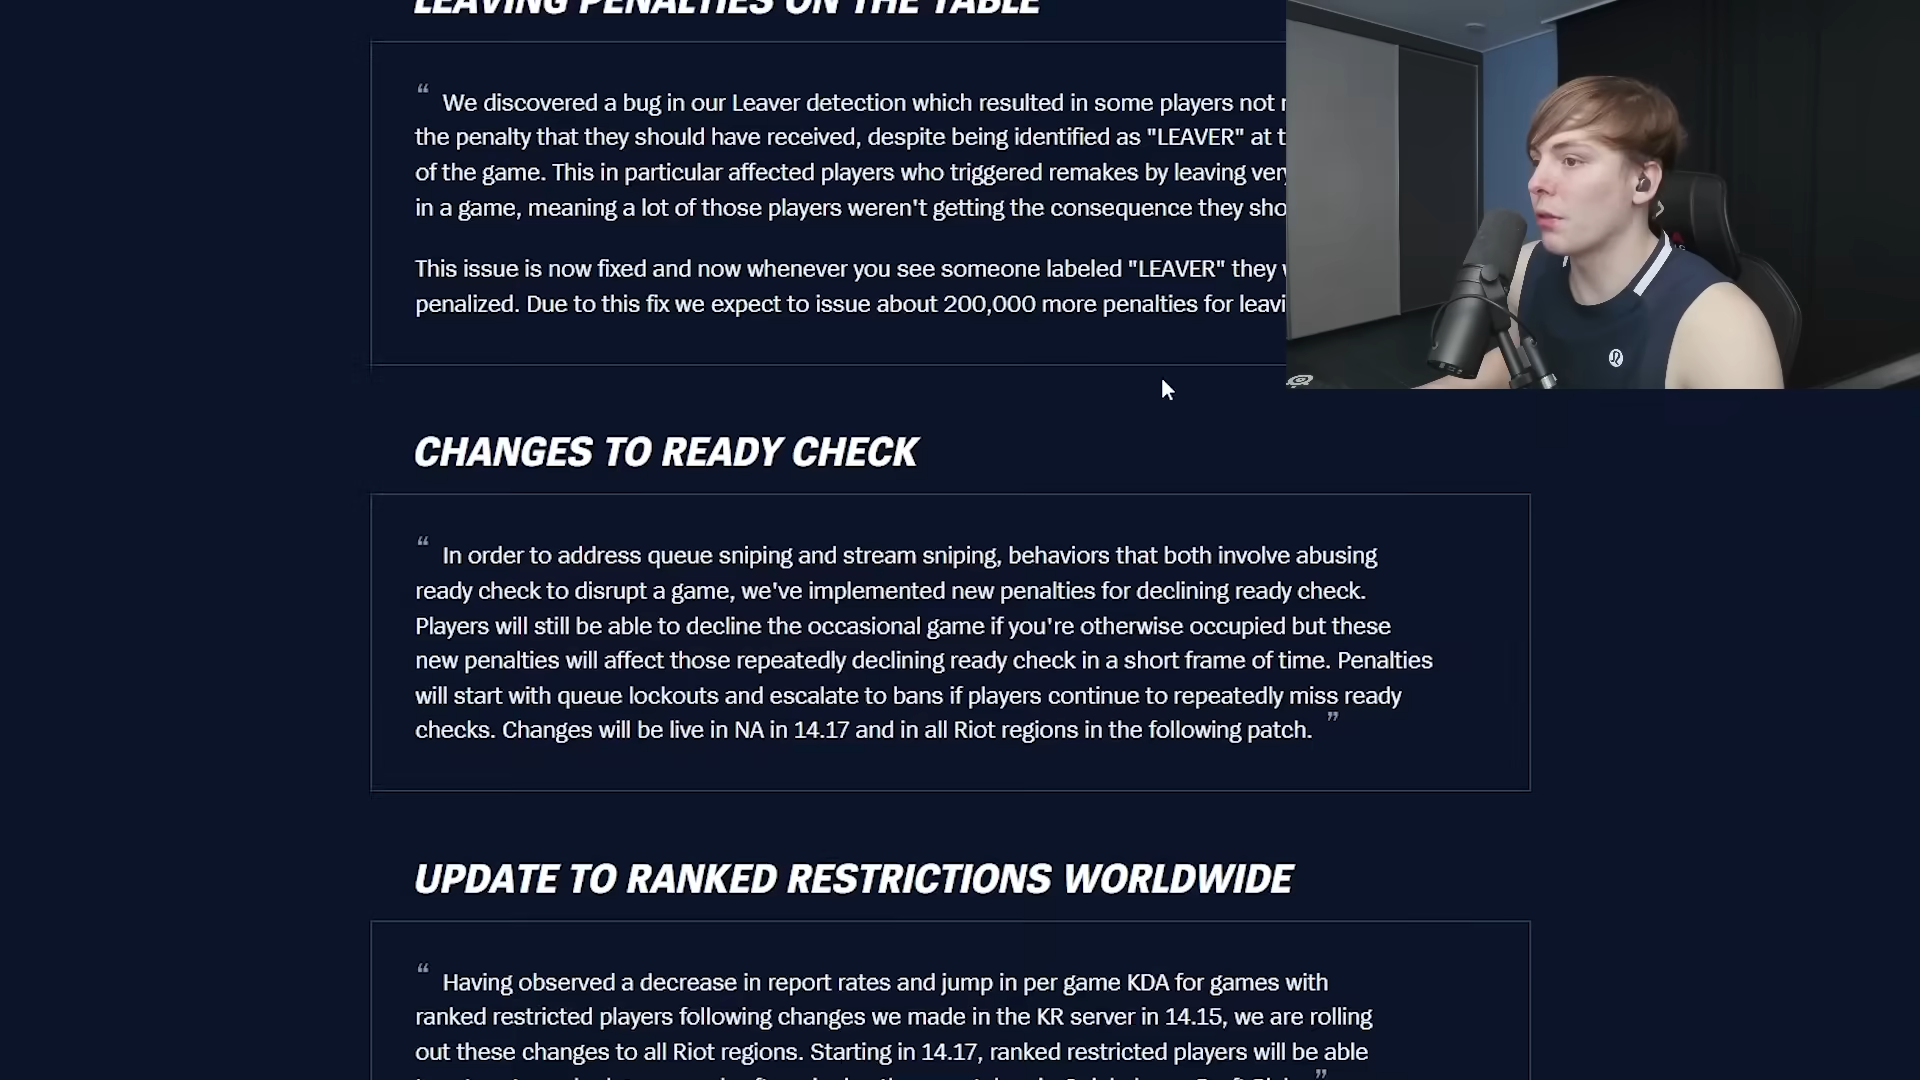 LEAVING PENALTIES ON THE TABLE
“ We discovered a bug in our Leaver detection which resulted in some players not
the penalty that they should have received, despite being identified as "LEAVER" at
of the game. This in particular affected players who triggered remakes by leaving
in a game, meaning a lot of those players weren't getting the consequence they
This issue is now fixed and now whenever you see someone labeled "LEAVER" they
penalized. Due to this fix we expect to issue about 200,000 more penalties for
CHANGES TO READY CHECK
“ In order to address queue sniping and stream sniping, behaviors that both involve abusing
ready check to disrupt a game, we've implemented new penalties for declining ready check.
Players will still be able to decline the occasional game if you're otherwise occupied but these
new penalties will affect those repeatedly declining ready check in a short frame of time. Penalties
will start with queue lockouts and escalate to bans if players continue to repeatedly miss ready
checks. Changes will be live in NA in 14.17 and in all Riot regions in the following patch. ”
UPDATE TO RANKED RESTRICTIONS WORLDWIDE
“ Having observed a decrease in report rates and jump in per game KDA for games with
ranked restricted players following changes we made in the KR server in 14.15, we are rolling
out these changes to all Riot regions. Starting in 14.17, ranked restricted players will be able